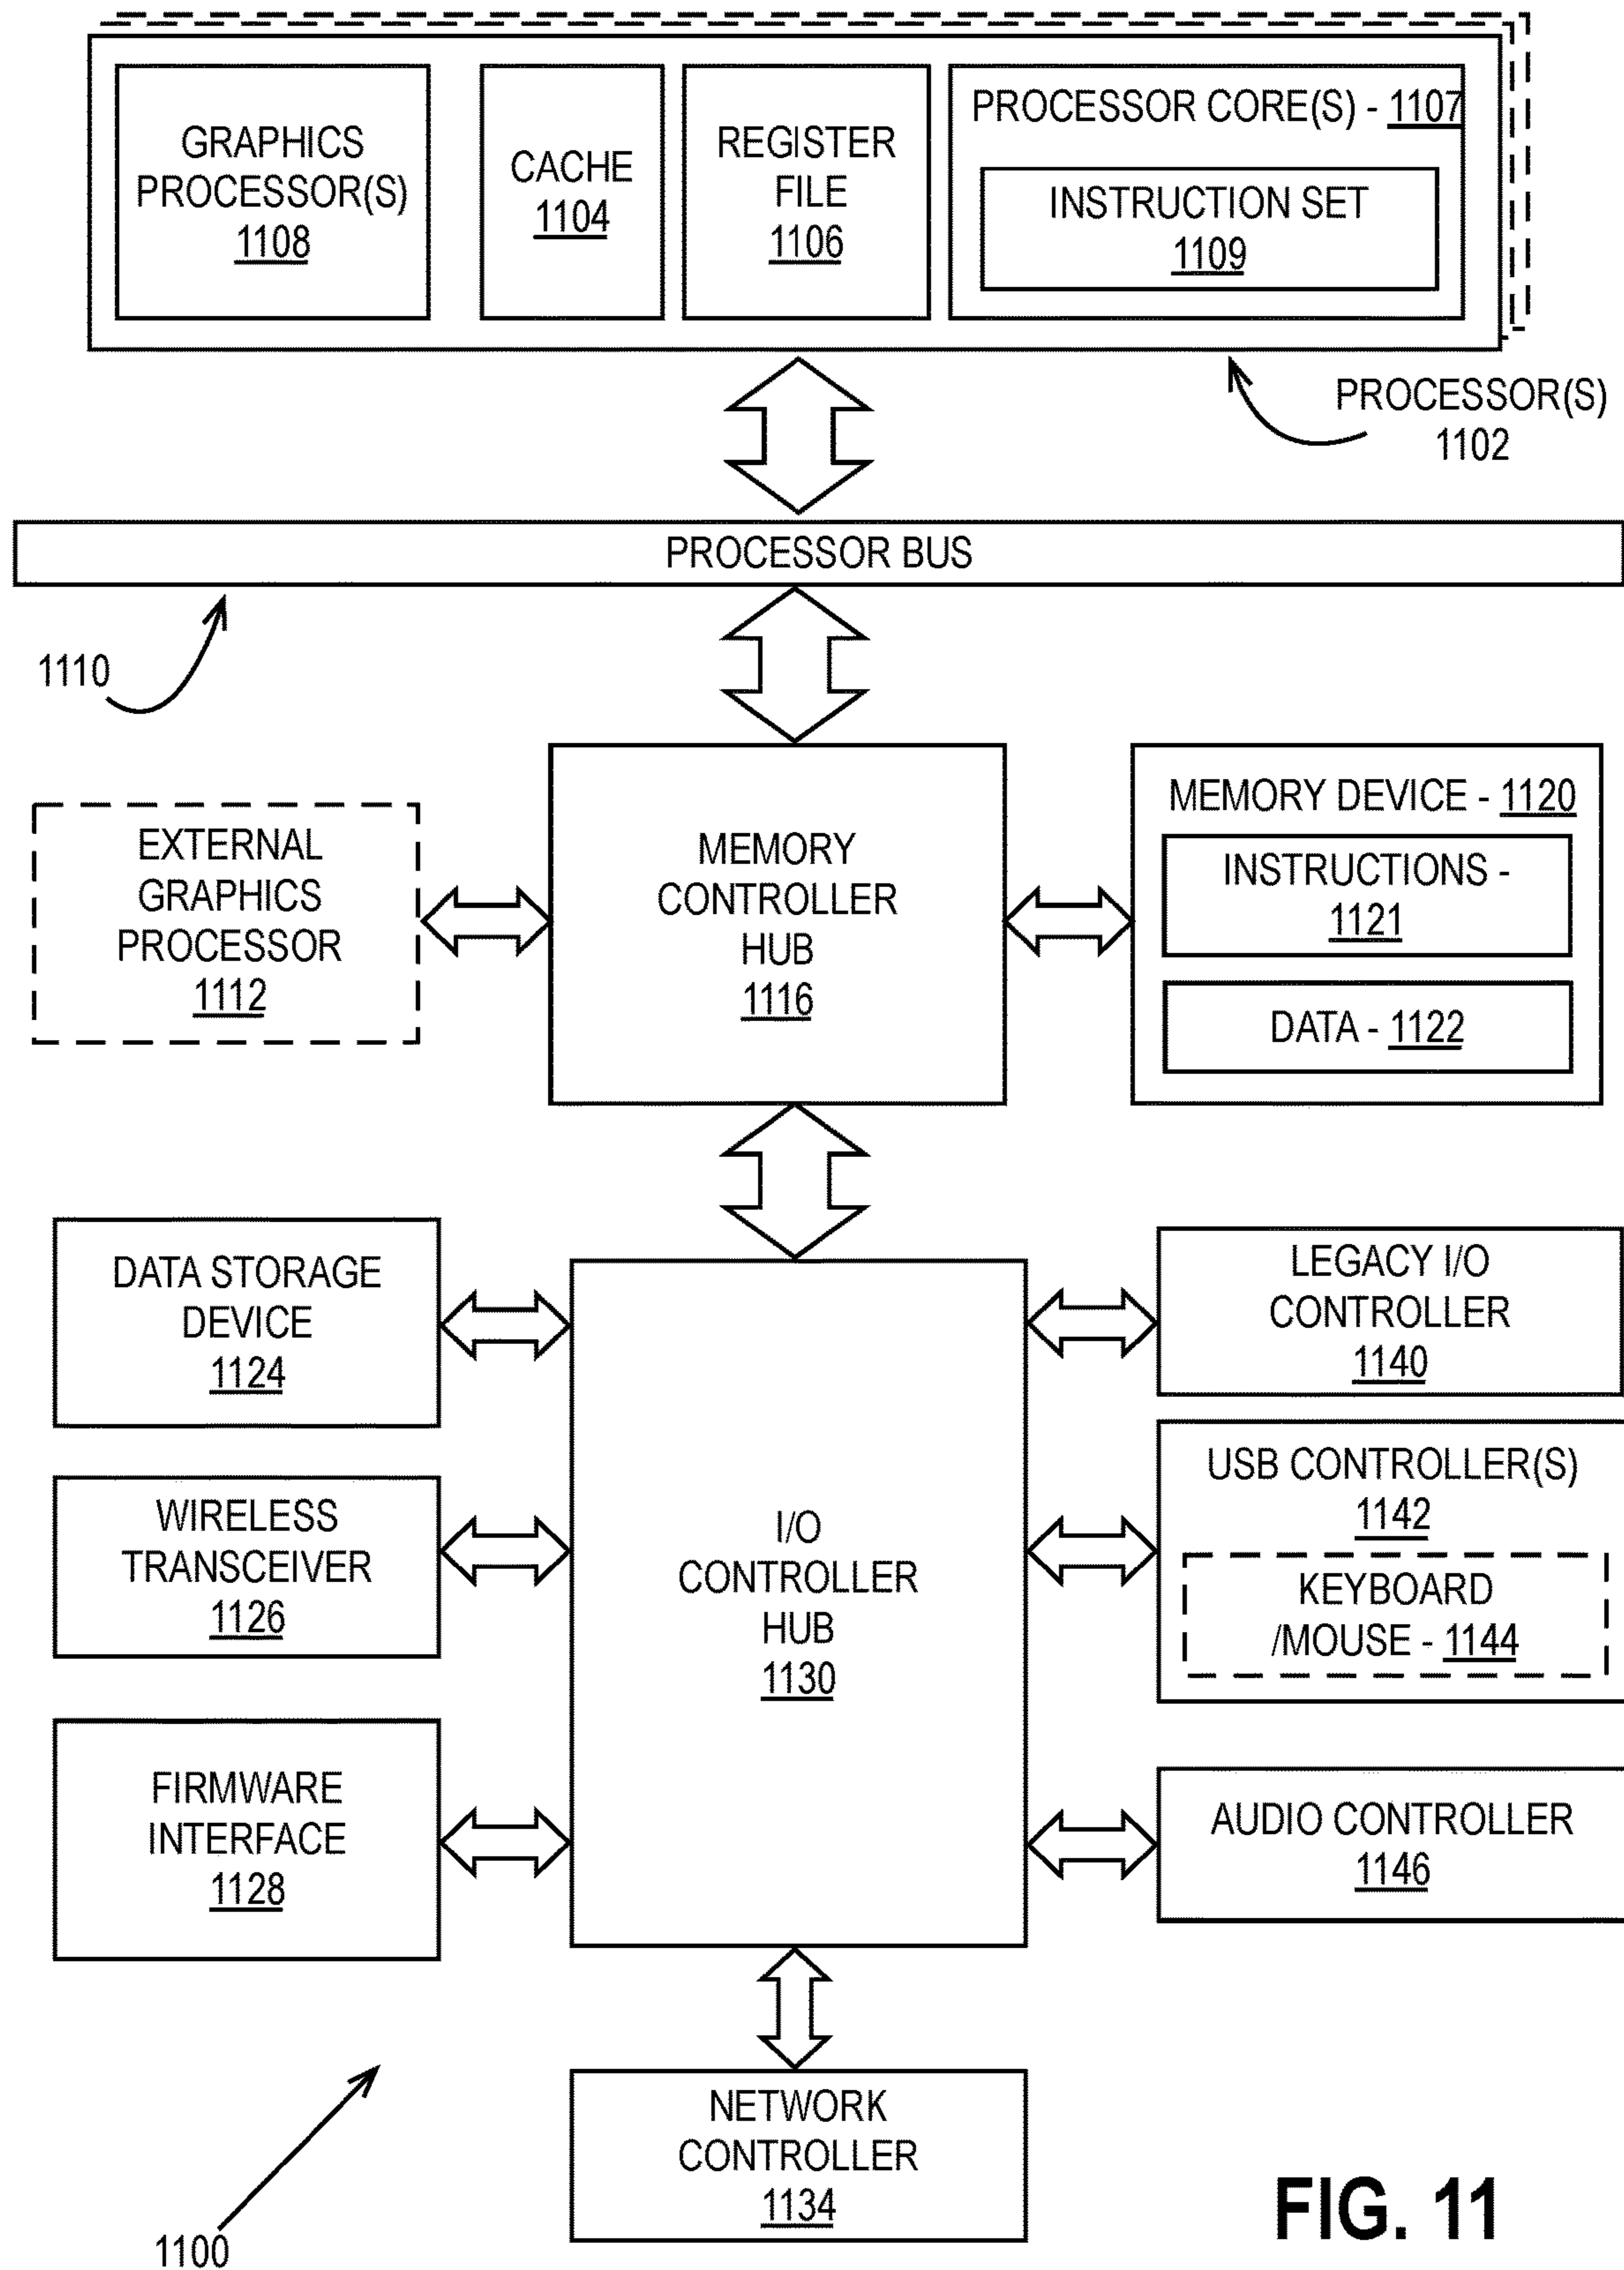 GRAPHICS
PROCESSOR(S)
1108
CACHE
1104
REGISTER
FILE
1106
PROCESSOR CORE(S) - 1107
INSTRUCTION SET
1109
PROCESSOR(S)
1102
PROCESSOR BUS
1110
EXTERNAL
GRAPHICS
PROCESSOR
1112
MEMORY
CONTROLLER
HUB
1116
MEMORY DEVICE - 1120
INSTRUCTIONS -
1121
DATA - 1122
DATA STORAGE
DEVICE
1124
WIRELESS
TRANSCEIVER
1126
FIRMWARE
INTERFACE
1128
I/O
CONTROLLER
HUB
1130
LEGACY I/O
CONTROLLER
1140
USB CONTROLLER(S)
1142
KEYBOARD
/MOUSE - 1144
AUDIO CONTROLLER
1146
NETWORK
CONTROLLER
1134
1100
FIG. 11